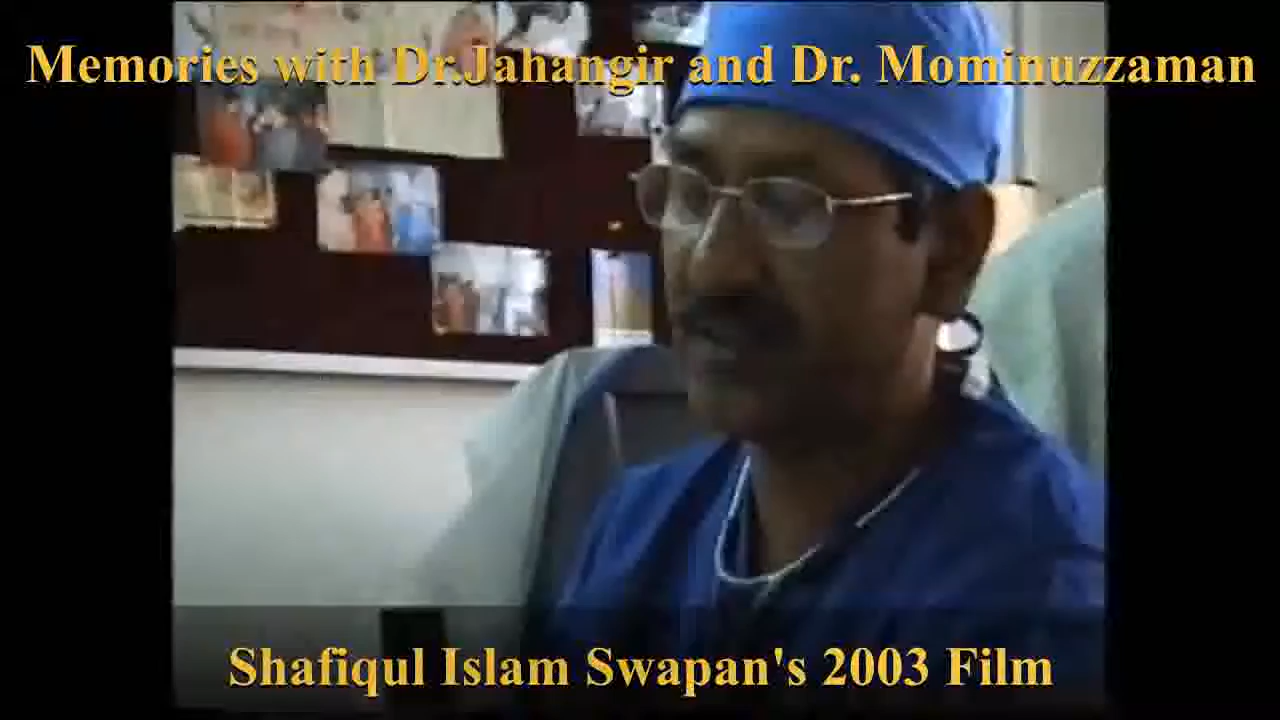 Memories with Dr.Jahangir and Dr. Mominuzzaman
Shafiqul Islam Swapan's 2003 Film